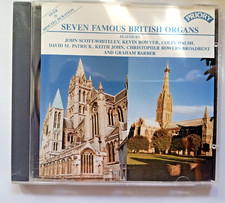 PRIORY
SEVEN FAMOUS BRITISH ORGANS
PLAYED BY
JOHN SCOTT-WHITELEY, KEVIN BOWYER, COLIN WALSH,
DAVID M. PATRICK, KEITH JOHN, CHRISTOPHER BOWERS-BROADBENT
AND GRAHAM BARBER